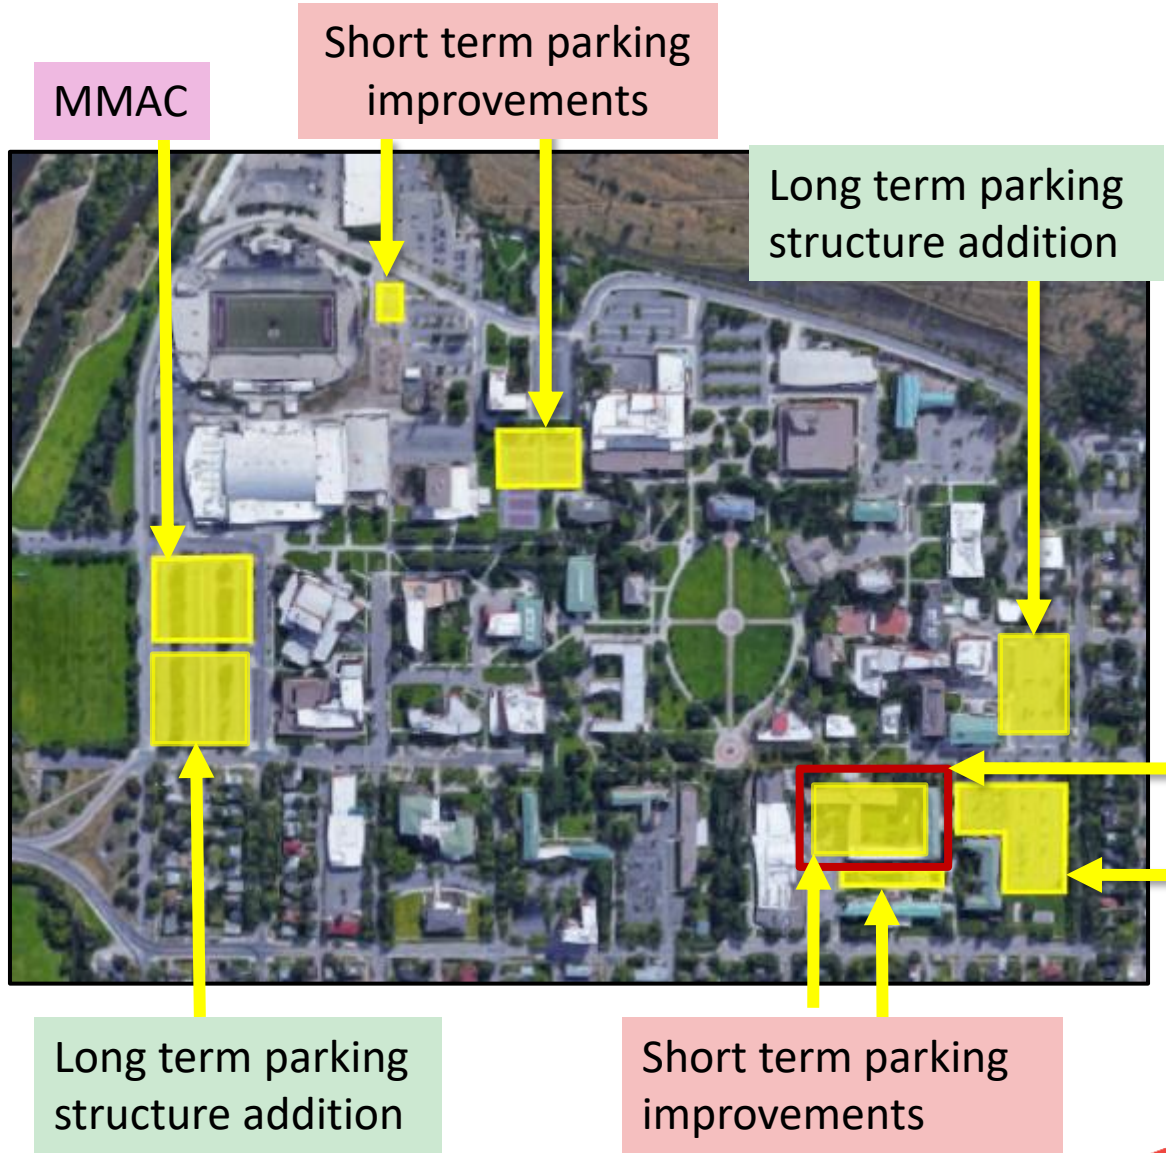 Short term parking
improvements
MMAC
Long term parking
structure addition
Long term parking
structure addition
Short term parking
improvements